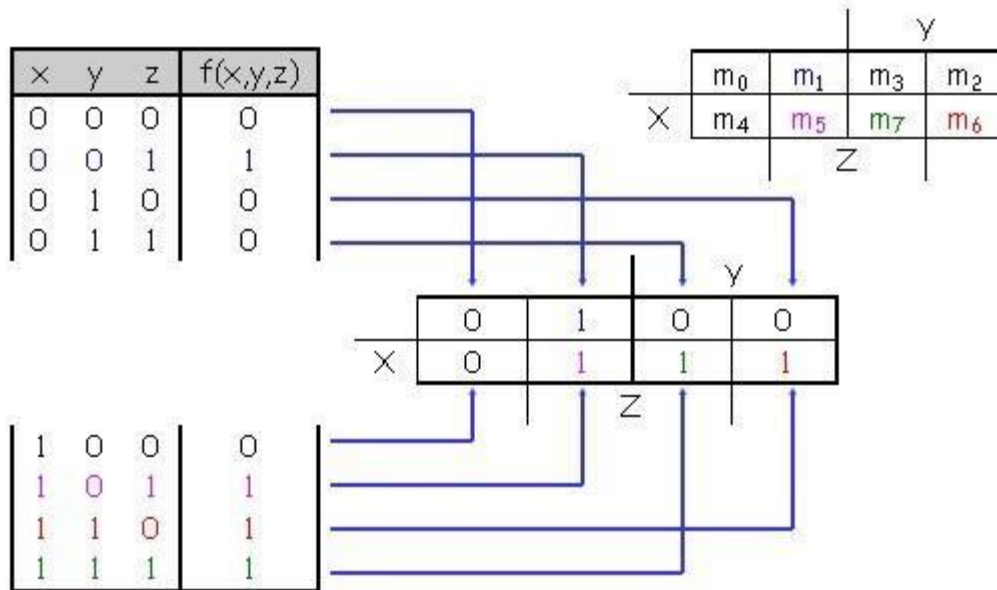 x y z f(x,y,z)
0 0 0 0
0 0 1 1
0 1 0 0
0 1 1 0
Y
m0 m1 m3 m2
X m4 m5 m7 m6
Z
Y
0 1 0 0
X 0 1 1 1
Z
1 0 0 0
1 0 1 1
1 1 0 1
1 1 1 1